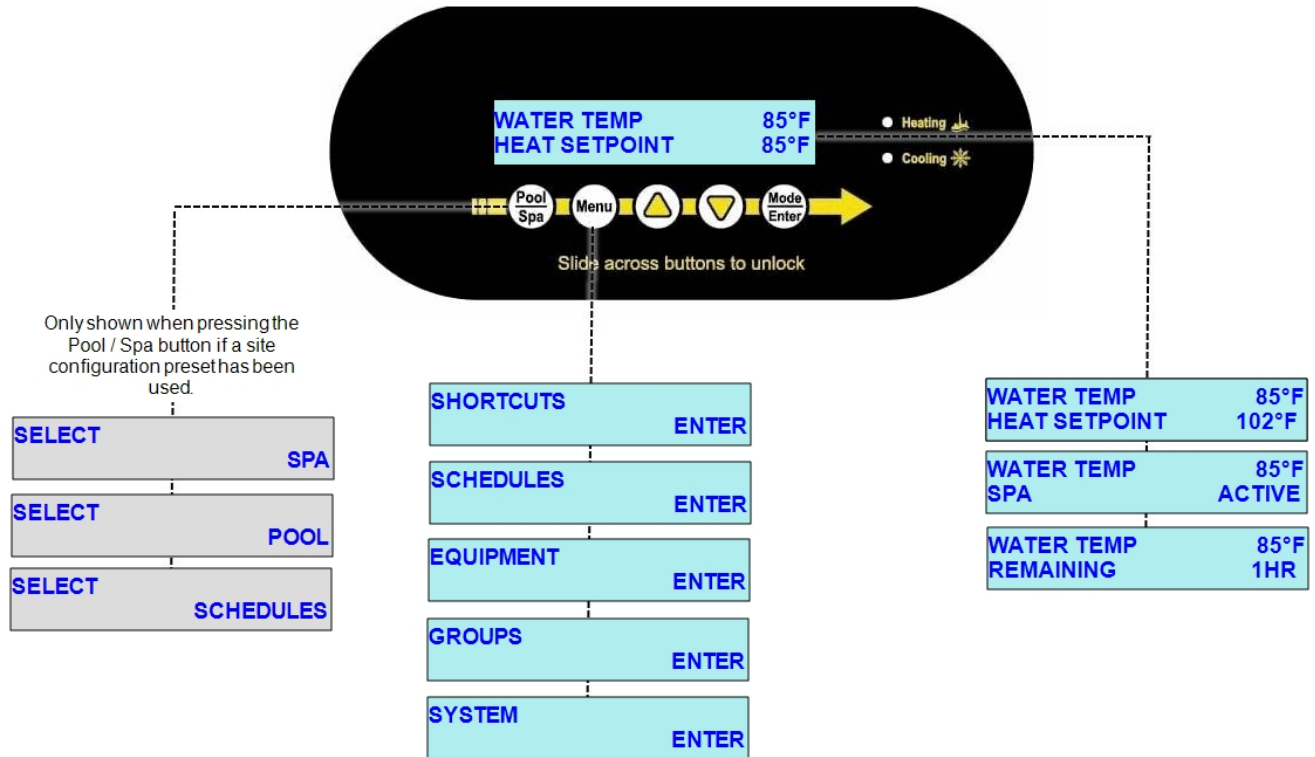 WATER TEMP 85°F
HEAT SETPOINT 85°F
Heating
Cooling
Pool
Spa
Menu
Mode
Enter
Slide across buttons to unlock
Only shown when pressing the
Pool / Spa button if a site
configuration preset has been
used.
SELECT
SPA
SELECT
POOL
SELECT
SCHEDULES
SHORTCUTS
ENTER
SCHEDULES
ENTER
EQUIPMENT
ENTER
GROUPS
ENTER
SYSTEM
ENTER
WATER TEMP 85°F
HEAT SETPOINT 102°F
WATER TEMP 85°F
SPA ACTIVE
WATER TEMP 85°F
REMAINING 1HR